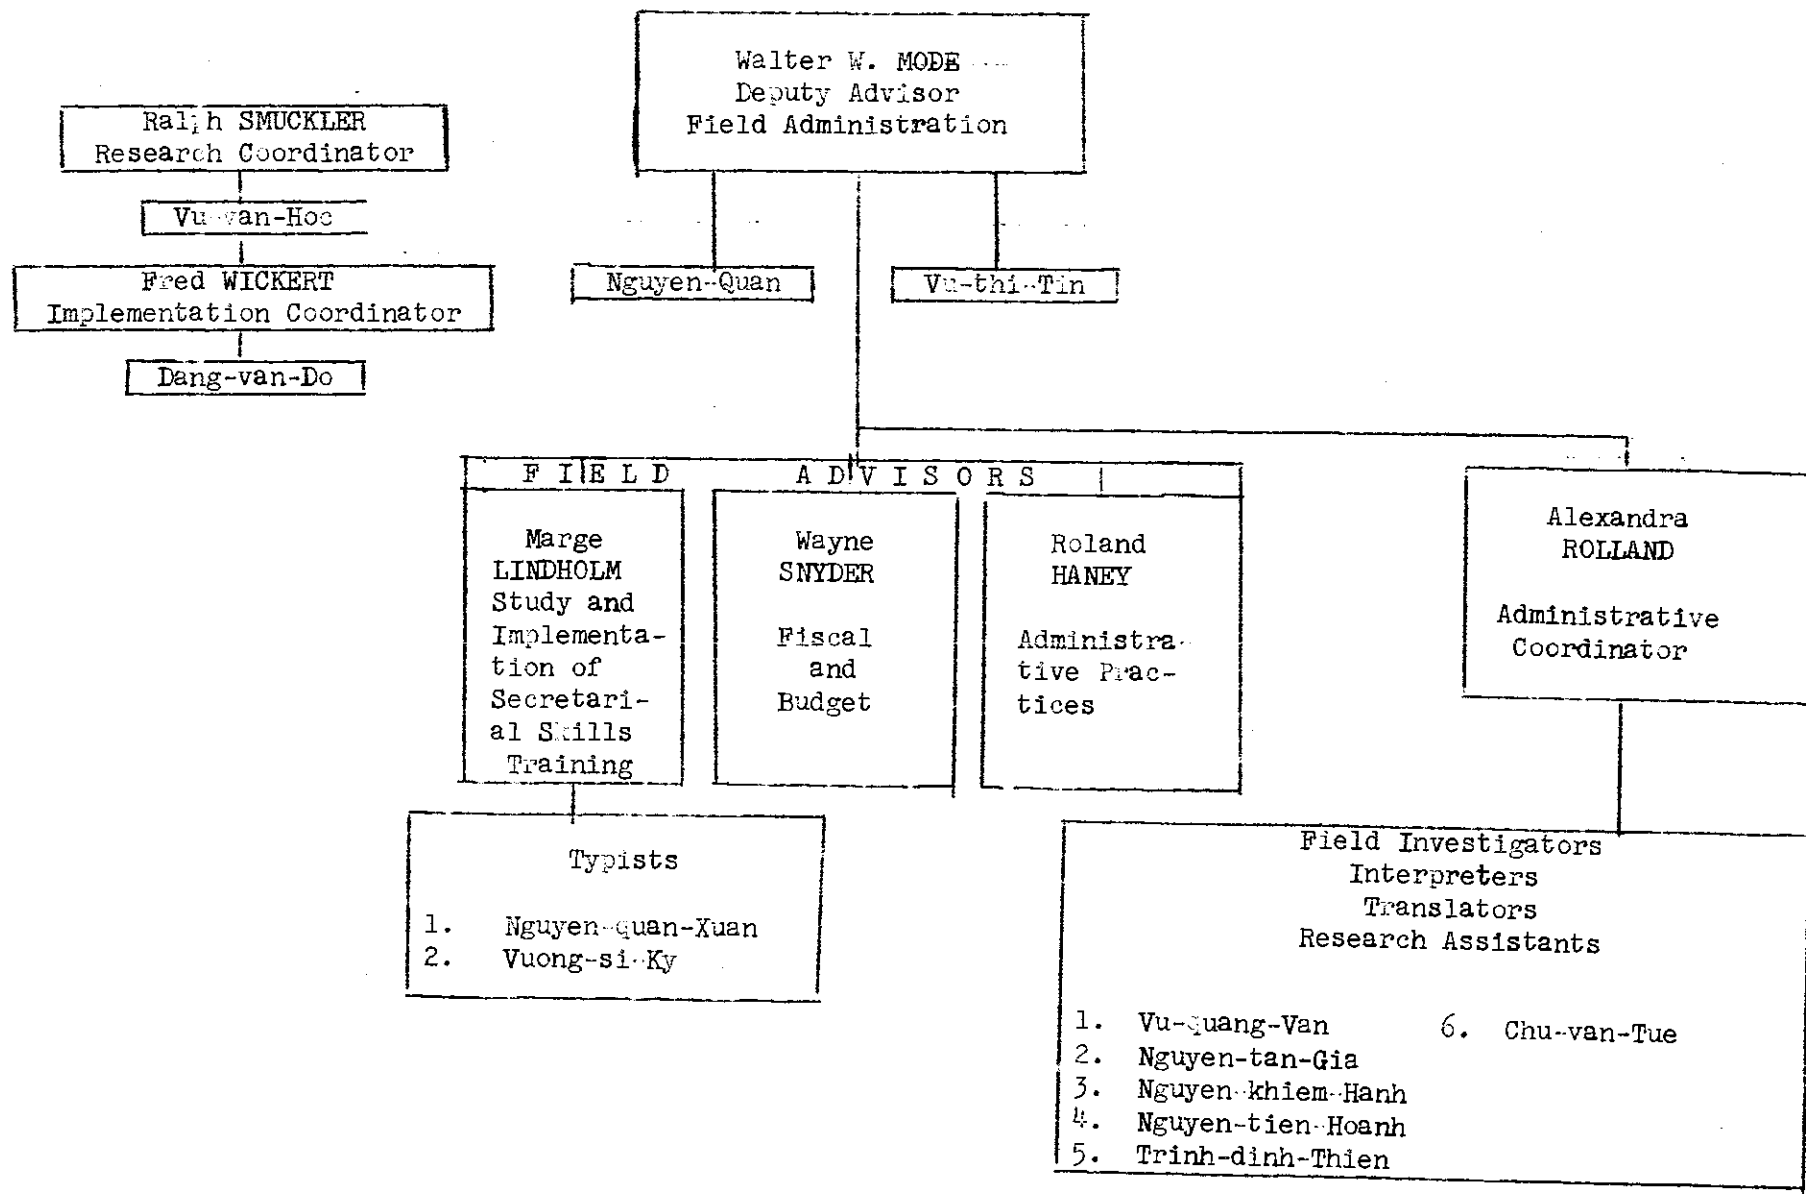 Walter W. MODE
Deputy Advisor
Field Administration
Ralph SMUCKLER
Research Coordinator
Vu-van-Hoc
Fred WICKERT
Implementation Coordinator
Dang-van-Do
Nguyen-Quan
Vu-thi-Tin
FIELD ADVISORS
Marge
LINDHOLM
Study and
Implementa-
tion of
Secretari-
al Skills
Training
Wayne
SNYDER
Fiscal
and
Budget
Roland
HANEY
Administra-
tive Prac-
tices
Alexandra
ROLLAND
Administrative
Coordinator
Typists
1. Nguyen-quan-Xuan
2. Vuong-si-Ky
Field Investigators
Interpreters
Translators
Research Assistants
1. Vu-quang-Van
2. Nguyen-tan-Gia
3. Nguyen-khiem-Hanh
4. Nguyen-tien-Hoanh
5. Trinh-dinh-Thien
6. Chu-van-Tue